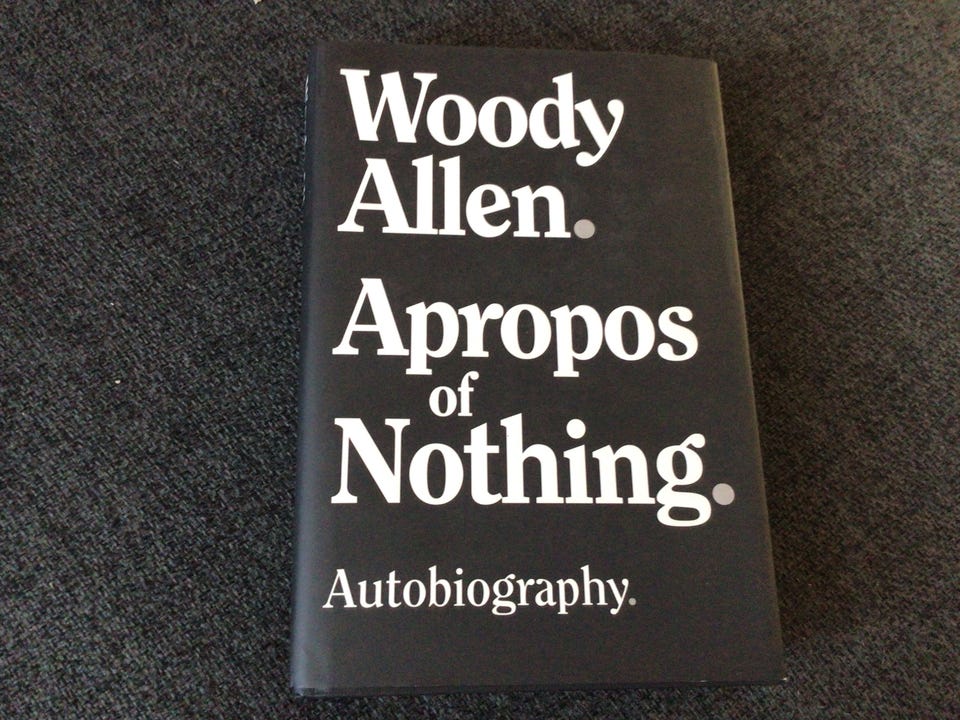 Woody
Allen.
Apropos
of
Nothing.
Autobiography.